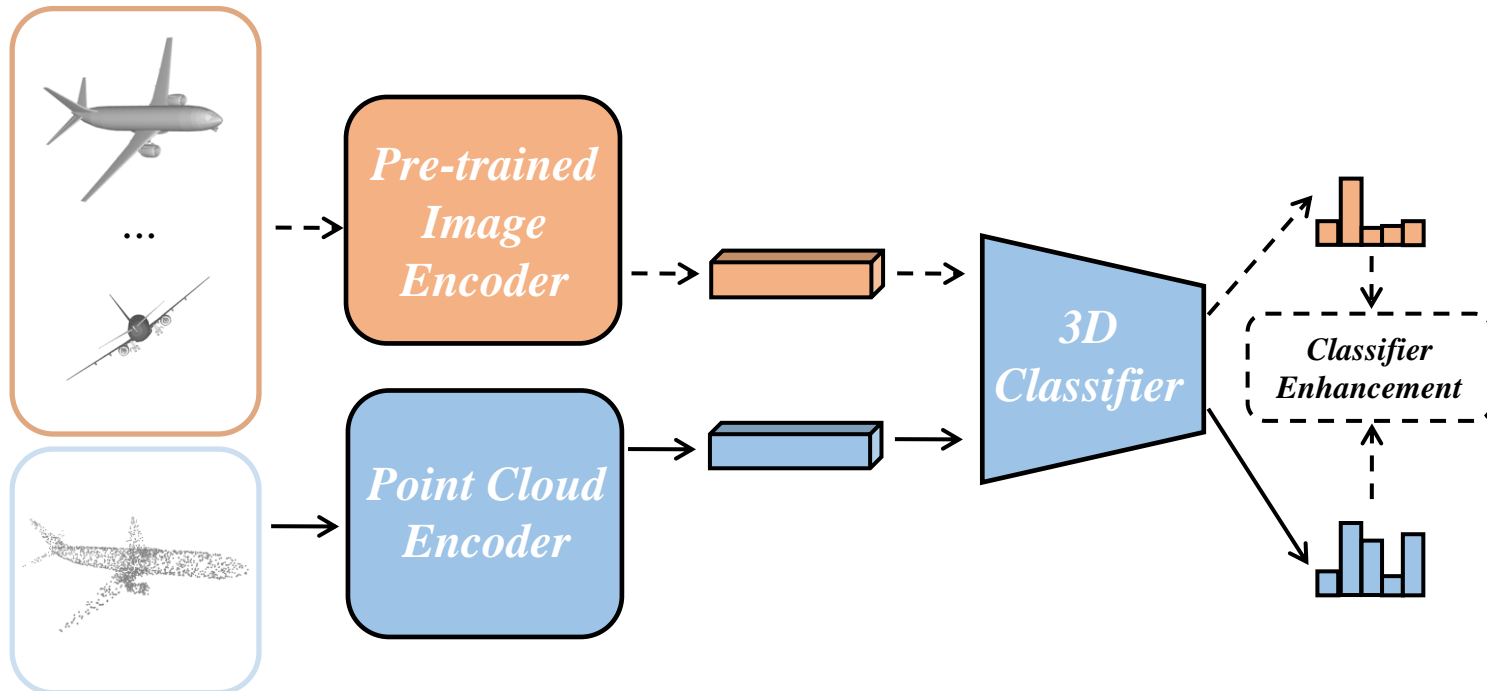 ...
Pre-trained
Image
Encoder
3D
Classifier
Classifier
Enhancement
Point Cloud
Encoder